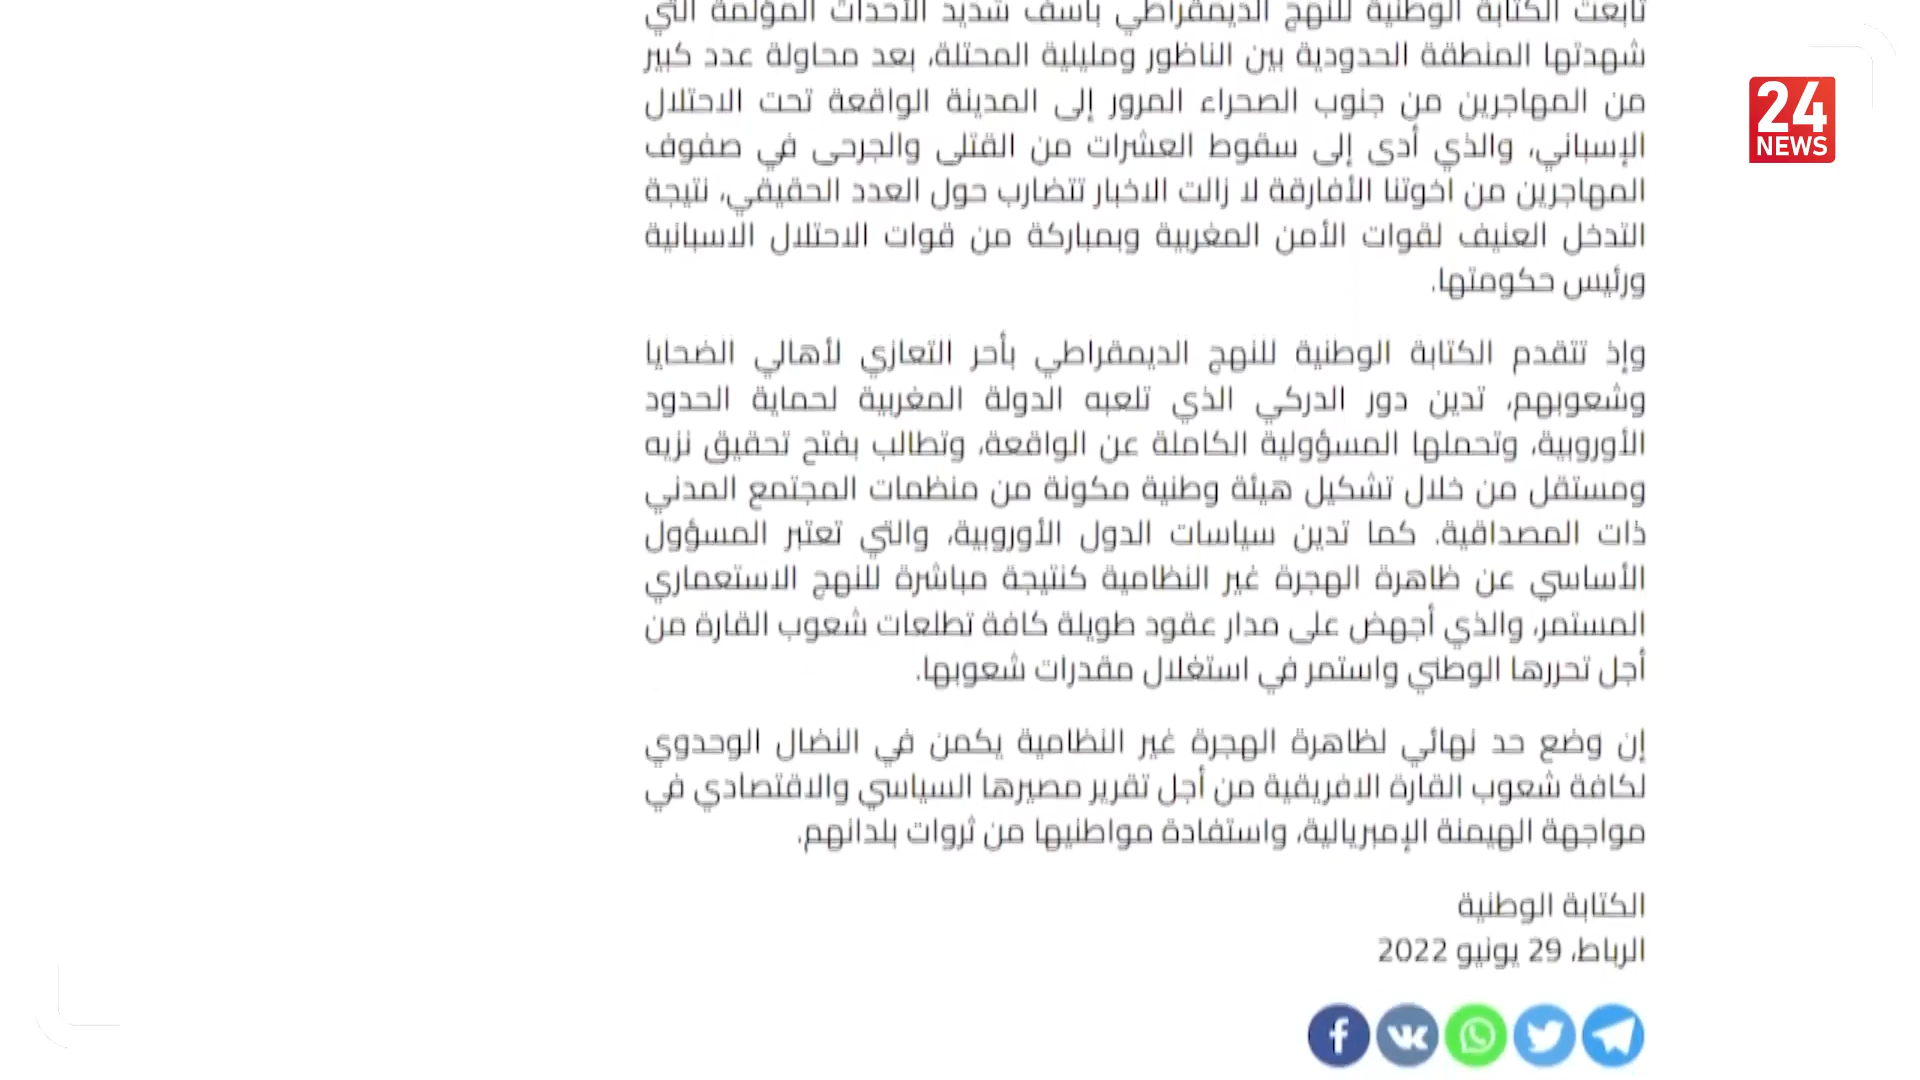 تابعت الكتابة الوطنية للنهج الديمقراطي بأسف شديد الأحداث المؤلمة التي
شهدتها المنطقة الحدودية بين الناظور ومليلية المحتلة، بعد محاولة عدد كبير
من المهاجرين من جنوب الصحراء المرور إلى المدينة الواقعة تحت الاحتلال
الإسباني، والذي أدى إلى سقوط العشرات من القتلى والجرحى في صفوف
المهاجرين من اخوتنا الأفارقة لا زالت الاخبار تتضارب حول العدد الحقيقي، نتيجة
التدخل العنيف لقوات الأمن المغربية وبمباركة من قوات الاحتلال الاسبانية
ورئيس حكومتها.
وإذ تتقدم الكتابة الوطنية للنهج الديمقراطي بأحر التعازي لأهالي الضحايا
وشعوبهم، تدين دور الدركي الذي تلعبه الدولة المغربية لحماية الحدود
الأوروبية، وتحملها المسؤولية الكاملة عن الواقعة، وتطالب بفتح تحقيق نزيه
ومستقل من خلال تشكيل هيئة وطنية مكونة من منظمات المجتمع المدني
ذات المصداقية. كما تدين سياسات الدول الأوروبية، والتي تعتبر المسؤول
الأساسي عن ظاهرة الهجرة غير النظامية كنتيجة مباشرة للنهج الاستعماري
المستمر، والذي أجهض على مدار عقود طويلة كافة تطلعات شعوب القارة من
أجل تحررها الوطني واستمر في استغلال مقدرات شعوبها.
إن وضع حد نهائي لظاهرة الهجرة غير النظامية يكمن في النضال الوحدوي
لكافة شعوب القارة الافريقية من أجل تقرير مصيرها السياسي والاقتصادي في
مواجهة الهيمنة الإمبريالية، واستفادة مواطنيها من ثروات بلدانهم.
الكتابة الوطنية
الرباط، 29 يونيو 2022
24
NEWS